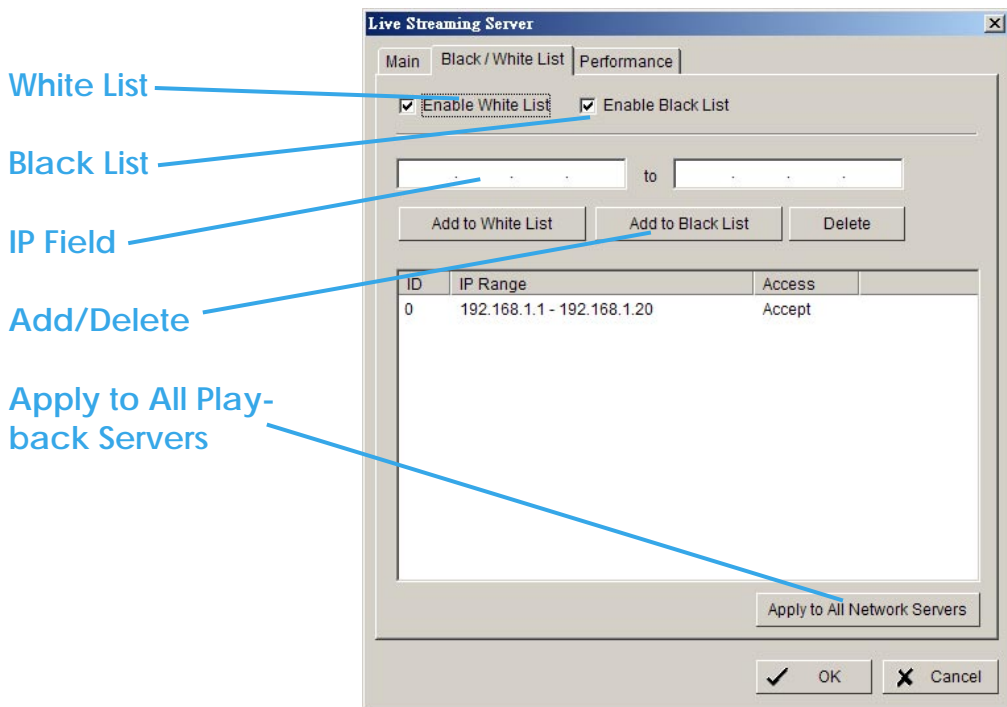 Live Streaming Server
Main
Black / White List
Performance
White List
Enable White List
Enable Black List
Black List
. . . to . . .
IP Field
Add to White List
Add to Black List
Delete
Add/Delete
ID IP Range Access
0 192.168.1.1 - 192.168.1.20 Accept
Apply to All Play-
back Servers
Apply to All Network Servers
OK
Cancel